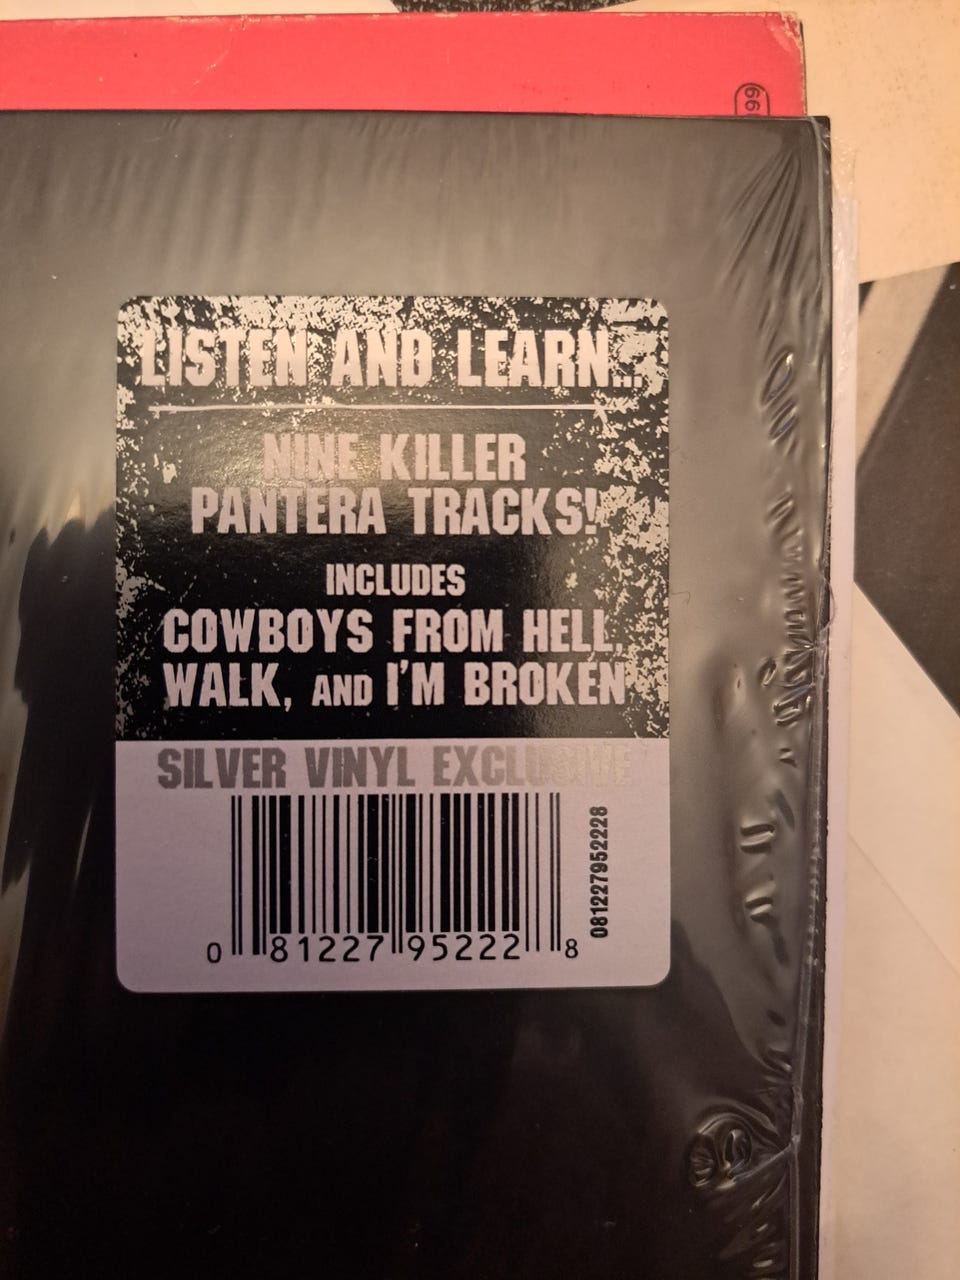 LISTEN AND LEARN...
NINE KILLER
PANTERA TRACKS!
INCLUDES
COWBOYS FROM HELL,
WALK, AND I'M BROKEN
SILVER VINYL EXCLUSIVE
081227952228
0 81227 95222 8